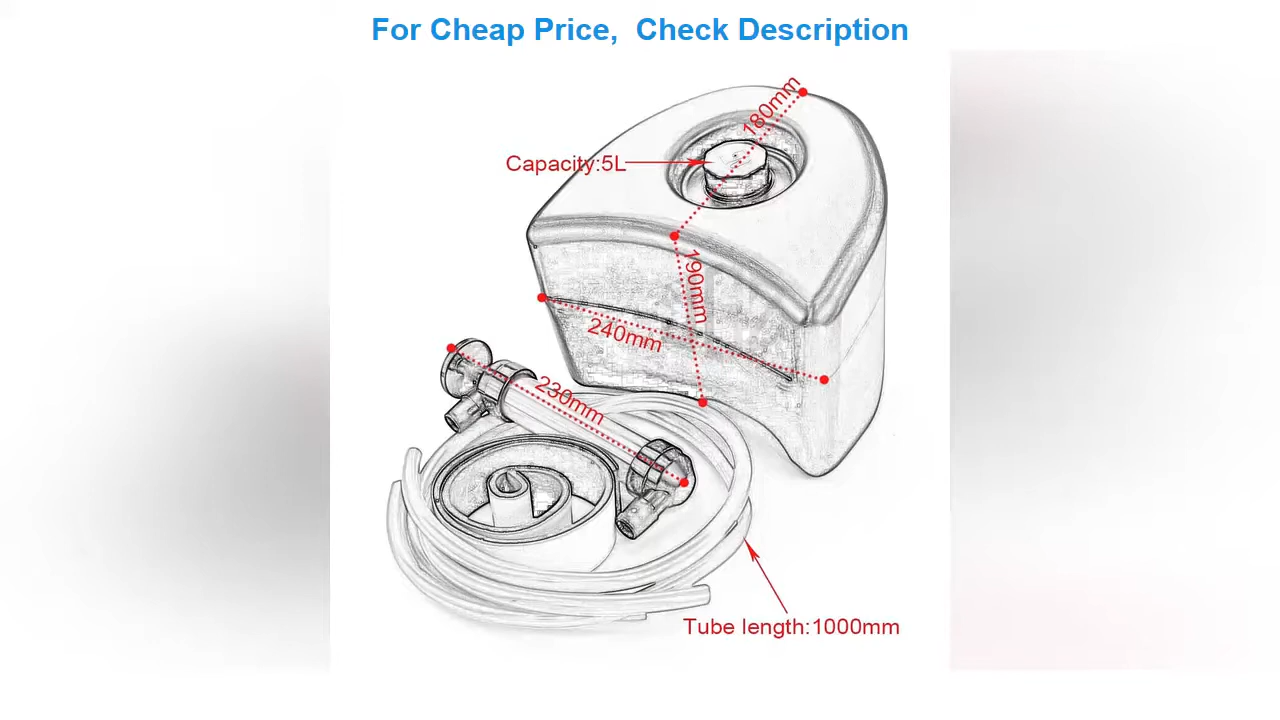 For Cheap Price,  Check Description
180mm
Capacity:5L
190mm
240mm
230mm
Tube length:1000mm